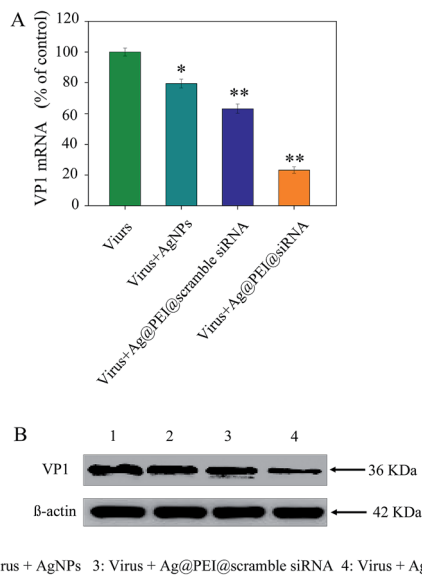 A
VP1 mRNA
(% of control)
120
100
80
60
40
20
0
*
**
**
Viurs
Virus+AgNPs
Virus+Ag@PEI@scramble siRNA
Virus+Ag@PEI@siRNA
B
1 2 3 4
VP1 36 KDa
ß-actin 42 KDa
+ AgNPs 3: Virus + Ag@PEI@scramble siRNA 4: Virus +